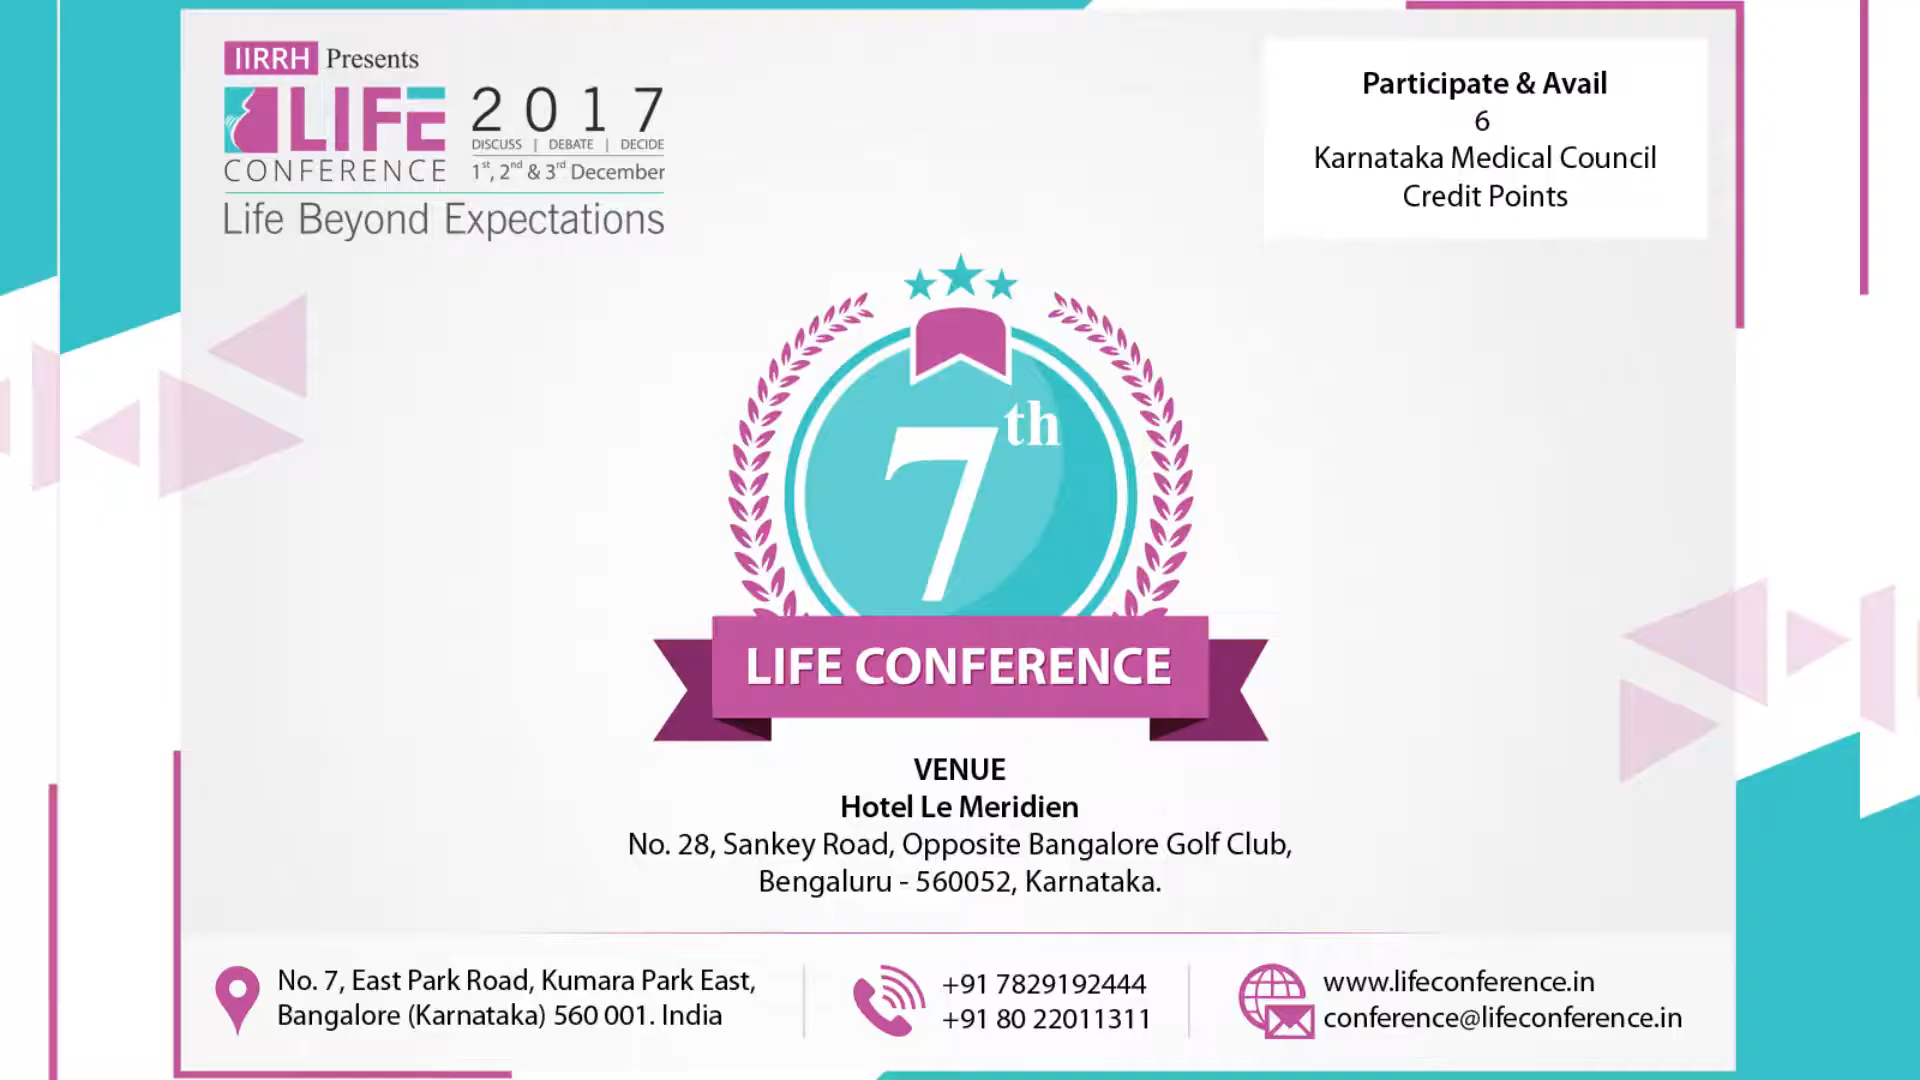 IIRRH Presents
LIFE 2017
DISCUSS | DEBATE | DECIDE
CONFERENCE 1st, 2nd & 3rd December
Life Beyond Expectations
Participate & Avail
6
Karnataka Medical Council
Credit Points
7th
LIFE CONFERENCE
VENUE
Hotel Le Meridien
No. 28, Sankey Road, Opposite Bangalore Golf Club,
Bengaluru - 560052, Karnataka.
No. 7, East Park Road, Kumara Park East,
Bangalore (Karnataka) 560 001. India
+91 7829192444
+91 80 22011311
www.lifeconference.in
conference@lifeconference.in